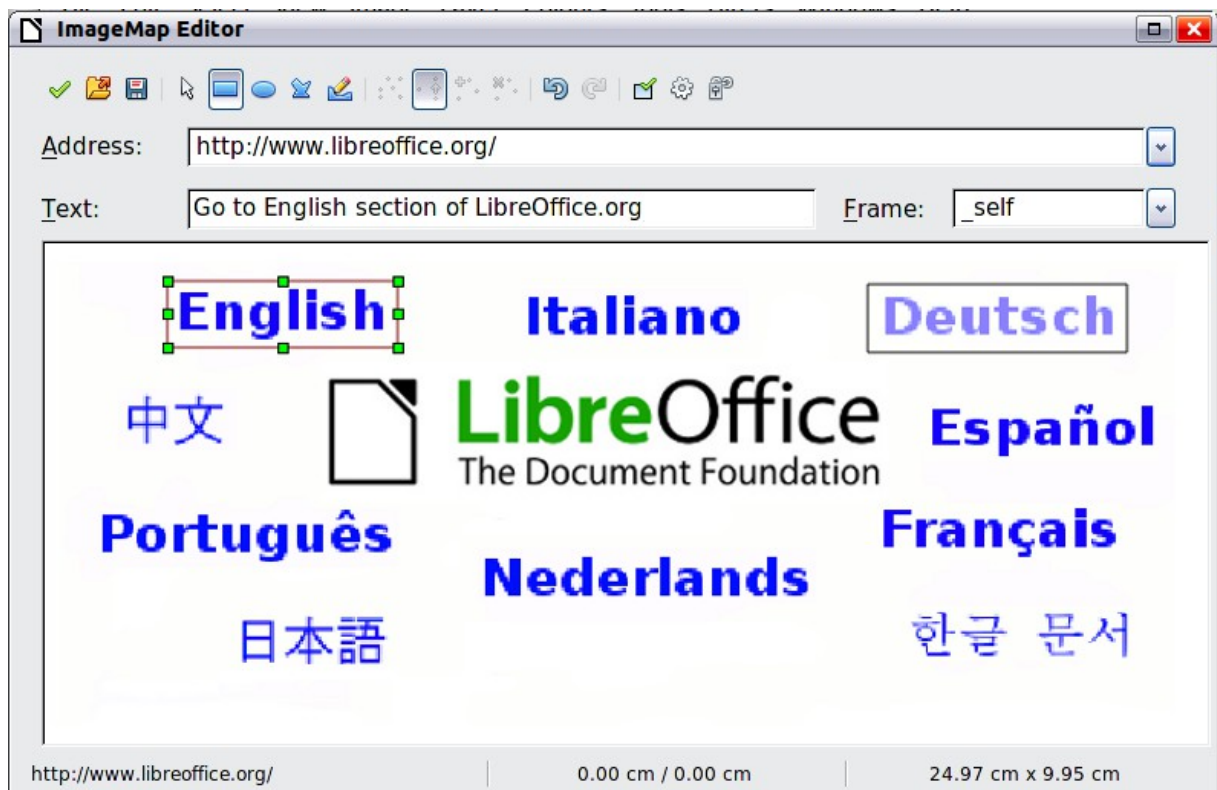 ImageMap Editor
Address: http://www.libreoffice.org/
Text: Go to English section of LibreOffice.org Frame: _self
English Italiano Deutsch
中文 LibreOffice Español
The Document Foundation
Português Français
Nederlands
日本語 한글 문서
http://www.libreoffice.org/ 0.00 cm / 0.00 cm 24.97 cm x 9.95 cm